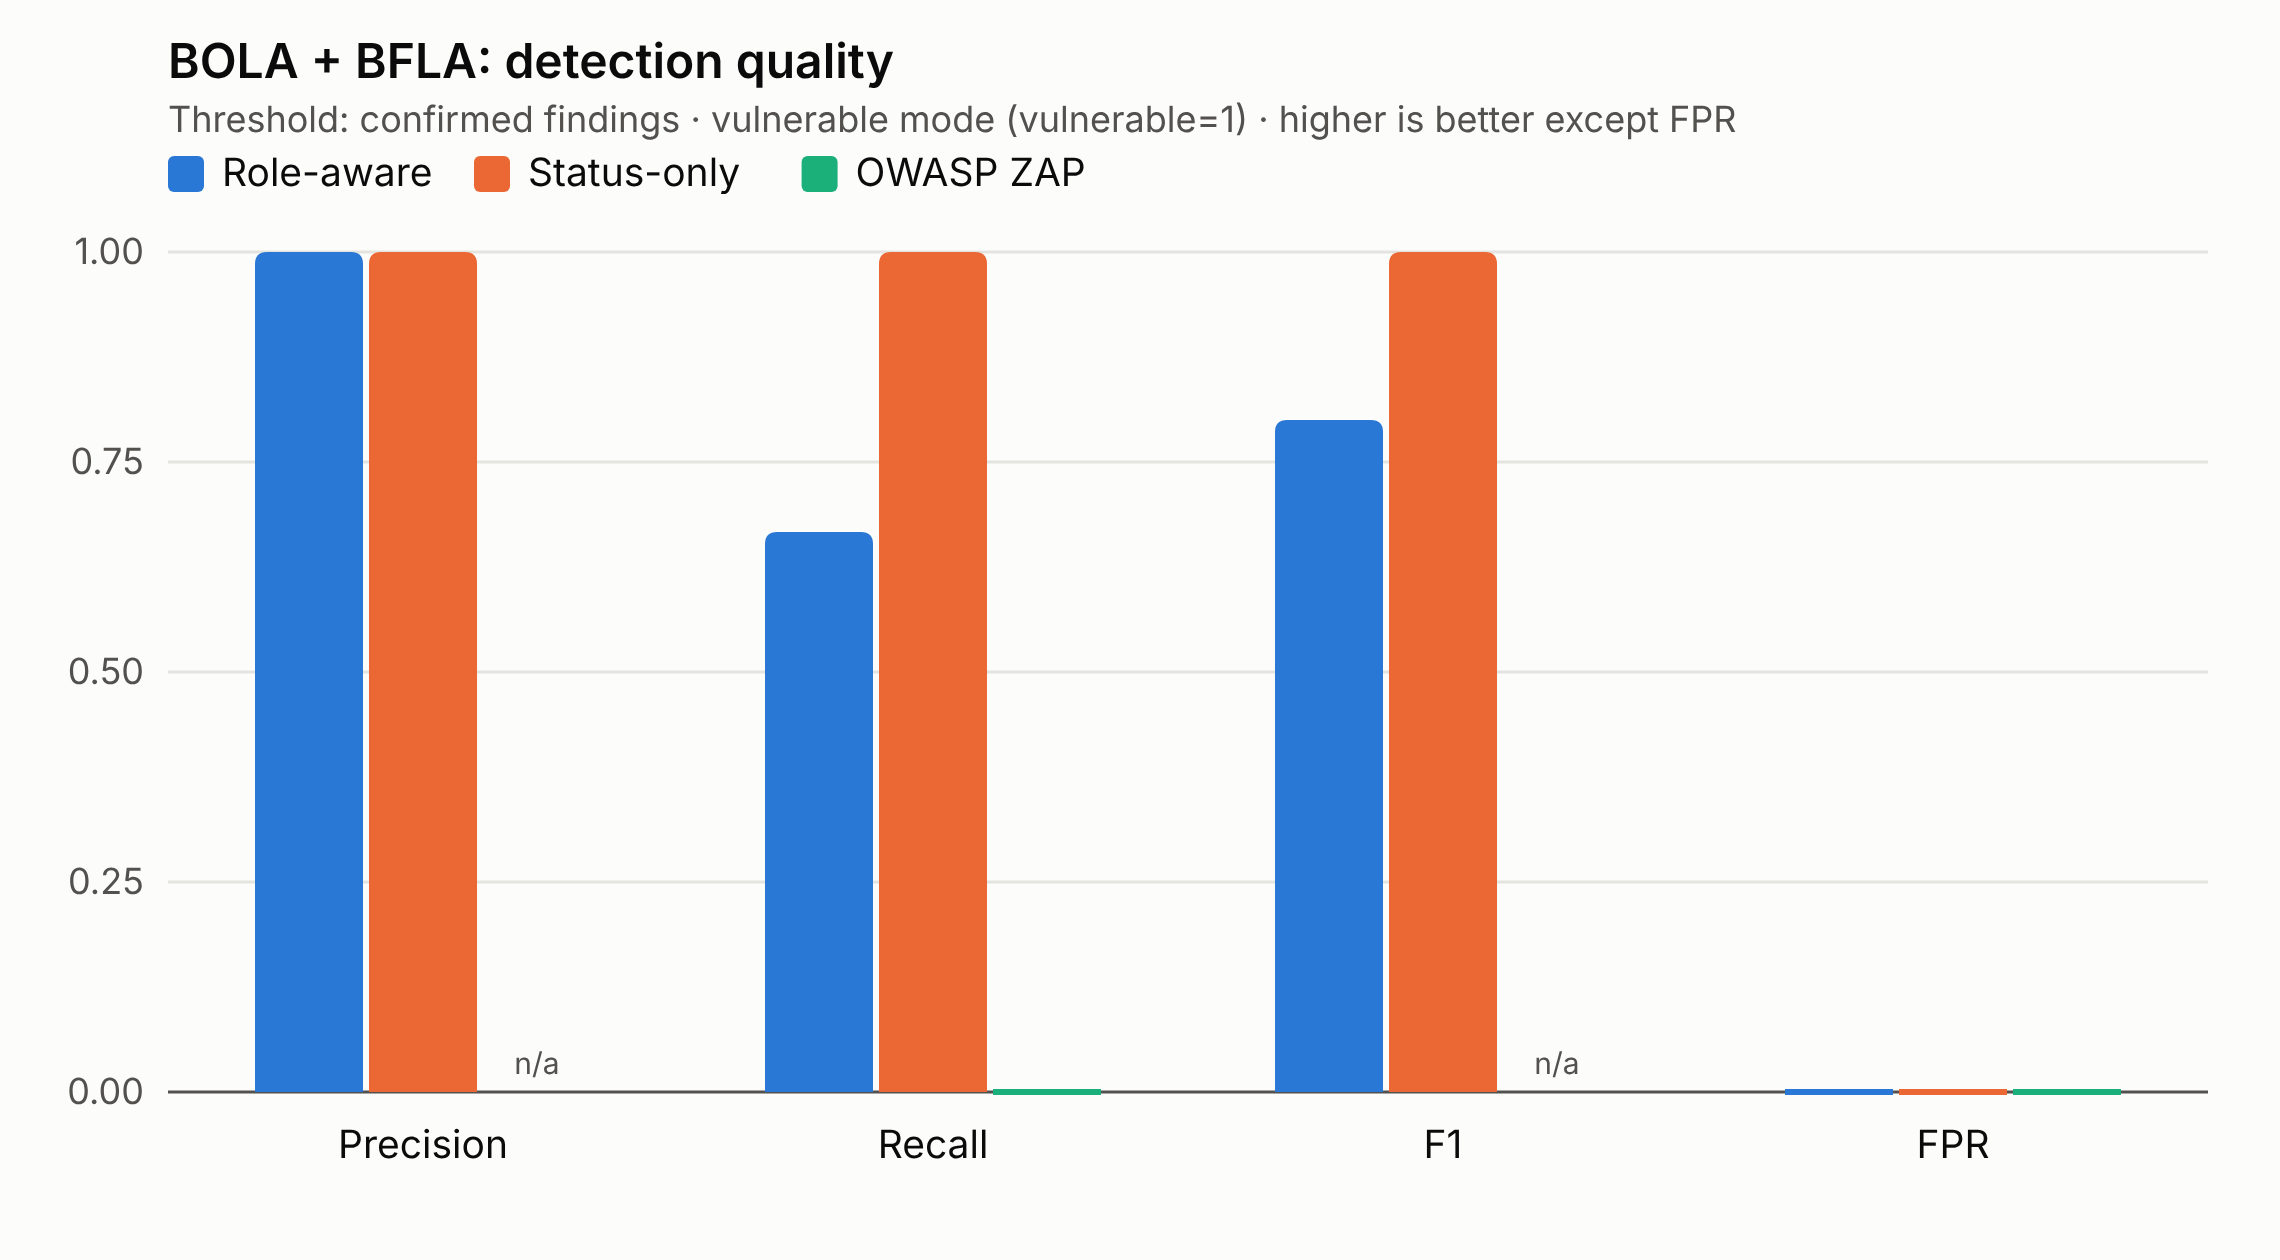 BOLA + BFLA: detection quality
Threshold: confirmed findings · vulnerable mode (vulnerable=1) · higher is better except FPR
Role-aware Status-only OWASP ZAP
1.00
0.75
0.50
0.25
0.00
n/a n/a
Precision Recall F1 FPR